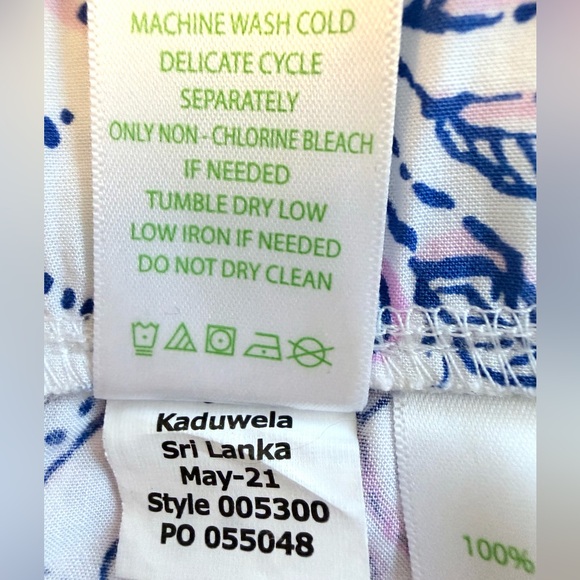 MACHINE WASH COLD
DELICATE CYCLE
SEPARATELY
ONLY NON-CHLORINE BLEACH
IF NEEDED
TUMBLE DRY LOW
LOW IRON IF NEEDED
DO NOT DRY CLEAN
Kaduwela
Sri Lanka
May-21
Style 005300
PO 055048
100%